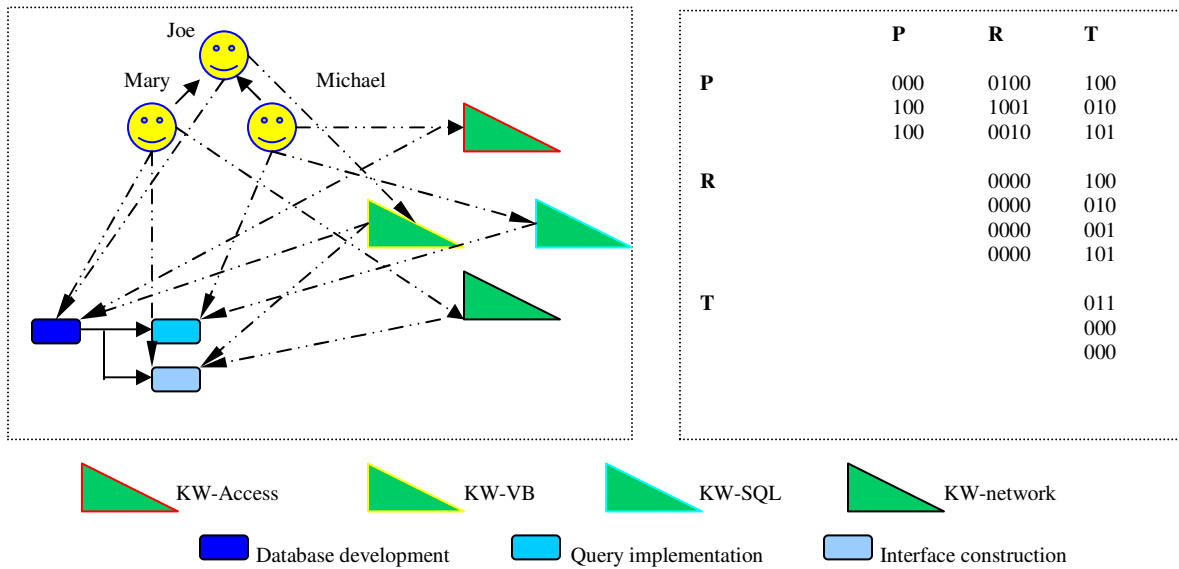 Joe
Mary
Michael
P R T
P 000 0100 100
100 1001 010
100 0010 101
R 0000 100
0000 010
0000 001
0000 101
T 011
000
000
KW-Access
KW-VB
KW-SQL
KW-network
Database development
Query implementation
Interface construction